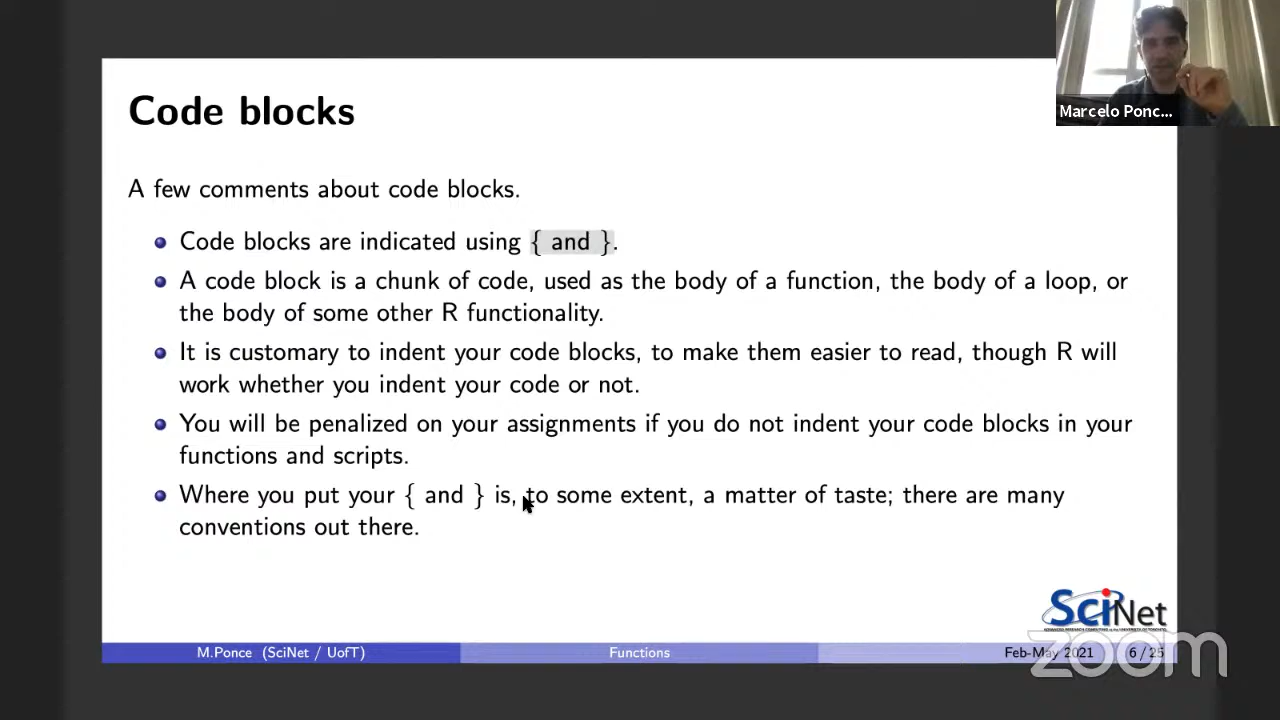 Marcelo Ponc...
Code blocks
A few comments about code blocks.
Code blocks are indicated using { and }.
A code block is a chunk of code, used as the body of a function, the body of a loop, or
the body of some other R functionality.
It is customary to indent your code blocks, to make them easier to read, though R will
work whether you indent your code or not.
You will be penalized on your assignments if you do not indent your code blocks in your
functions and scripts.
Where you put your { and } is, to some extent, a matter of taste; there are many
conventions out there.
SciNet
M.Ponce (SciNet / UofT)
Functions
Feb-May 2021
6 / 25
zoom